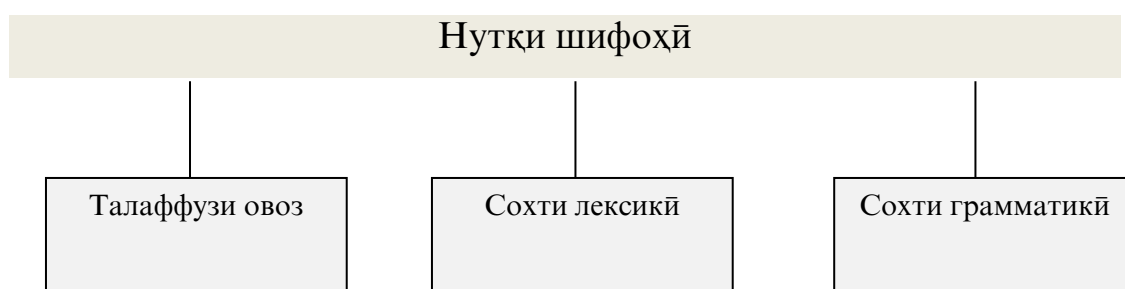 Нутқи шифоҳӣ
Талаффузи овоз
Сохти лексикӣ
Сохти грамматикӣ